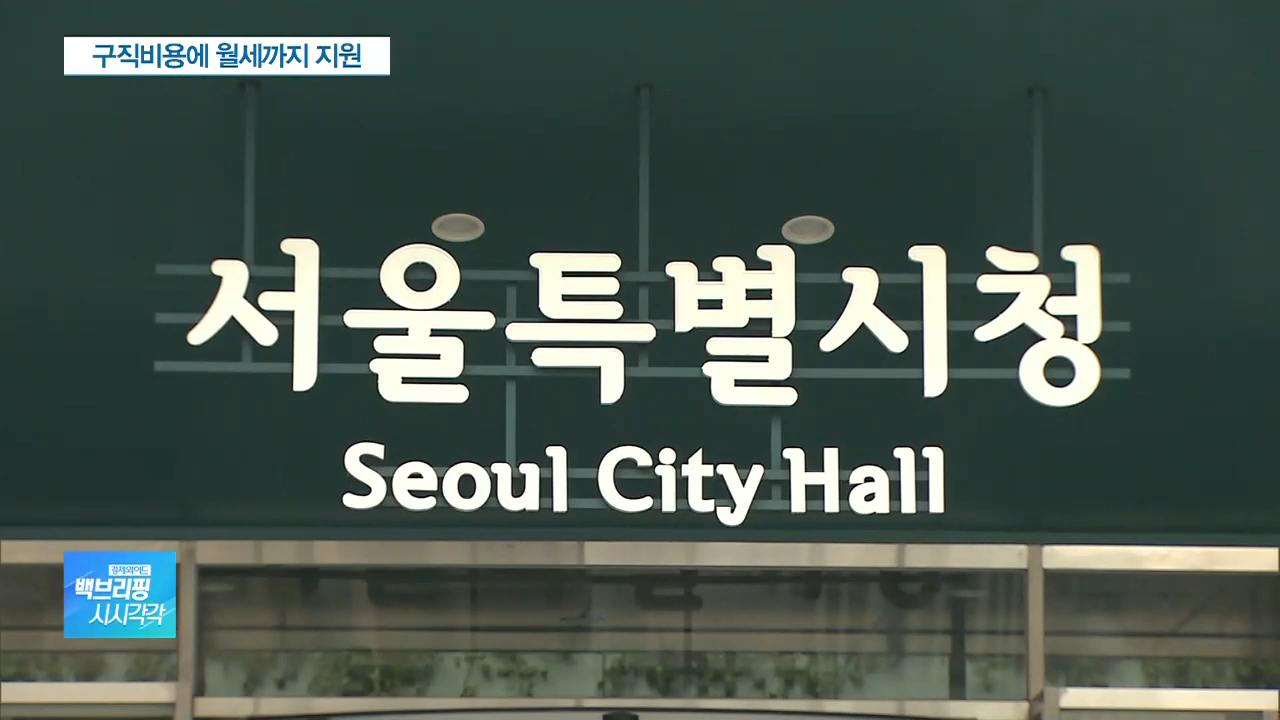 구직비용에 월세까지 지원
서울특별시청
Seoul City Hall
경제와이드
백브리핑
시시각각